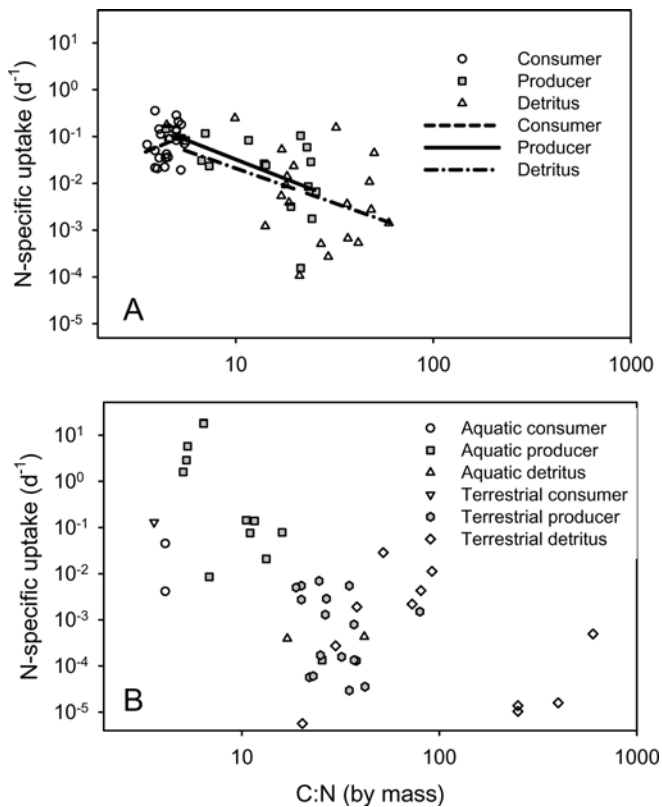 10¹
10⁰
10⁻¹
10⁻²
10⁻³
10⁻⁴
10⁻⁵
N-specific uptake (d⁻¹)
Consumer
Producer
Detritus
Consumer
Producer
Detritus
A
10
100
1000
10¹
10⁰
10⁻¹
10⁻²
10⁻³
10⁻⁴
10⁻⁵
N-specific uptake (d⁻¹)
Aquatic consumer
Aquatic producer
Aquatic detritus
Terrestrial consumer
Terrestrial producer
Terrestrial detritus
B
10
100
1000
C:N (by mass)